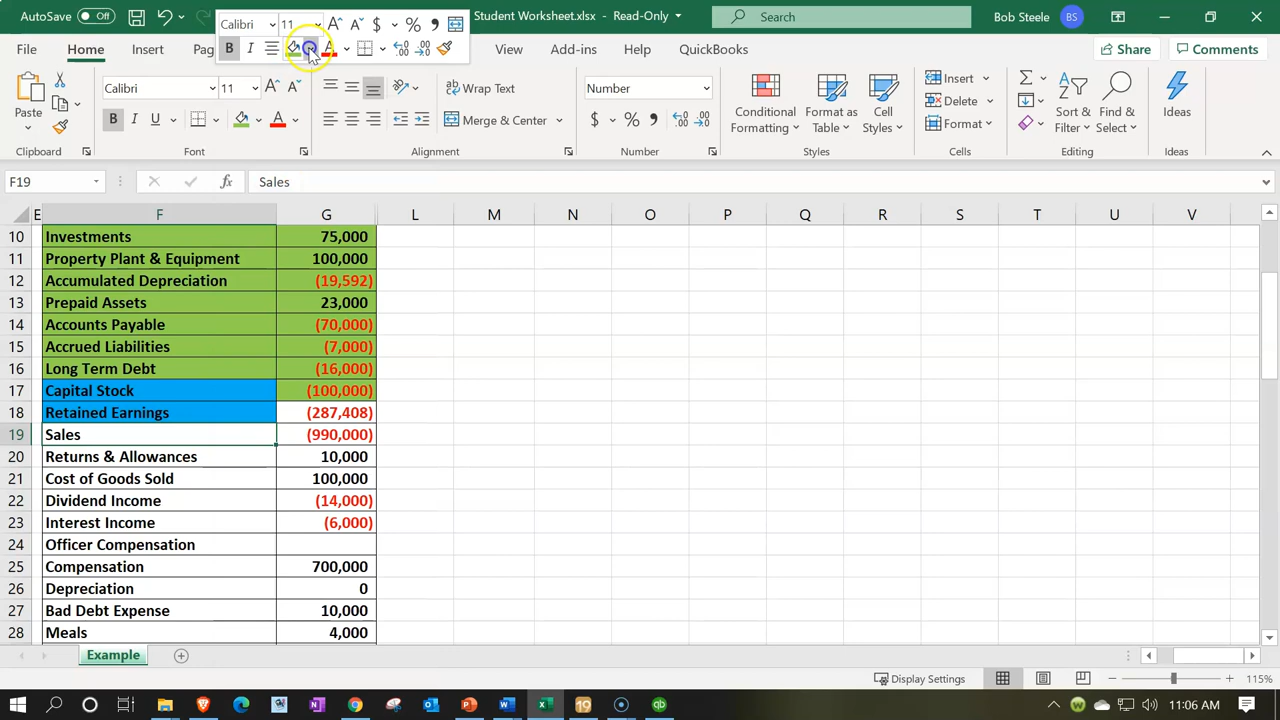 AutoSave Off
Calibri 11
Student Worksheet.xlsx - Read-Only
Search
Bob Steele BS
File Home Insert Pag View Add-ins Help QuickBooks Share Comments
Paste
Calibri 11
ab Wrap Text
Number
Conditional Formatting
Format as Table
Cell Styles
Insert
Delete
Format
Sort & Filter
Find & Select
Ideas
Merge & Center
Clipboard Font Alignment Number Styles Cells Editing Ideas
F19 fx Sales
E F G L M N O P Q R S T U V
10 Investments 75,000
11 Property Plant & Equipment 100,000
12 Accumulated Depreciation (19,592)
13 Prepaid Assets 23,000
14 Accounts Payable (70,000)
15 Accrued Liabilities (7,000)
16 Long Term Debt (16,000)
17 Capital Stock (100,000)
18 Retained Earnings (287,408)
19 Sales (990,000)
20 Returns & Allowances 10,000
21 Cost of Goods Sold 100,000
22 Dividend Income (14,000)
23 Interest Income (6,000)
24 Officer Compensation
25 Compensation 700,000
26 Depreciation 0
27 Bad Debt Expense 10,000
28 Meals 4,000
Example
Display Settings 115%
11:06 AM